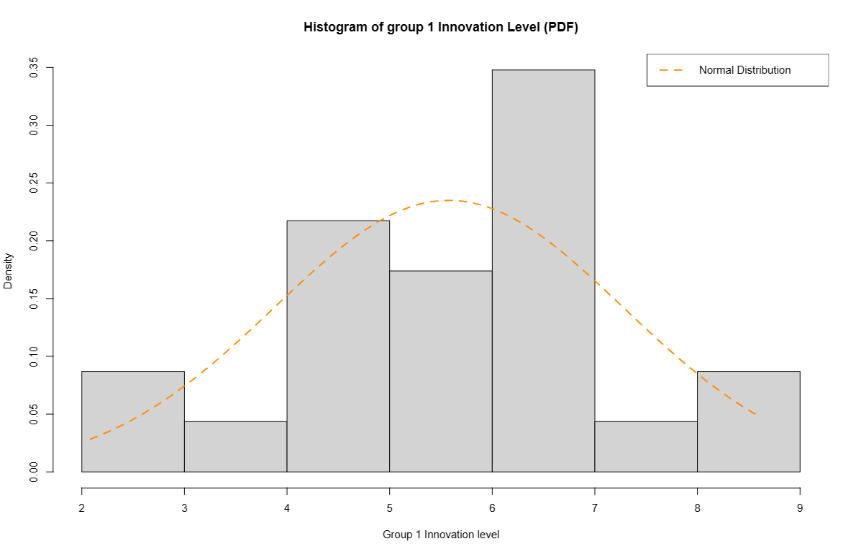 Histogram of group 1 Innovation Level (PDF)
Normal Distribution
Density
0.35
0.30
0.25
0.20
0.15
0.10
0.05
0.00
2 3 4 5 6 7 8 9
Group 1 Innovation level